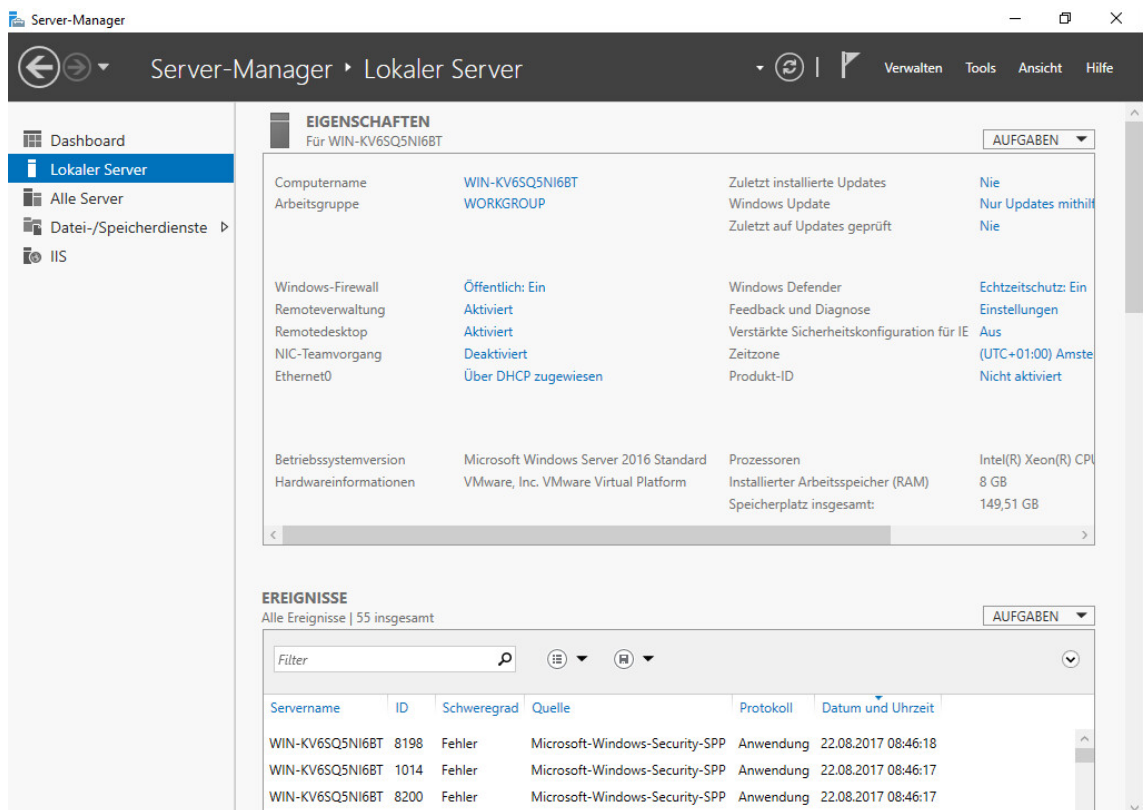 Server-Manager
Server-Manager ‣ Lokaler Server
Verwalten Tools Ansicht Hilfe
Dashboard
Lokaler Server
Alle Server
Datei-/Speicherdienste
IIS
EIGENSCHAFTEN
Für WIN-KV6SQ5NI6BT
AUFGABEN
Computername WIN-KV6SQ5NI6BT Zuletzt installierte Updates Nie
Arbeitsgruppe WORKGROUP Windows Update Nur Updates mithilf
Zuletzt auf Updates geprüft Nie
Windows-Firewall Öffentlich: Ein Windows Defender Echtzeitschutz: Ein
Remoteverwaltung Aktiviert Feedback und Diagnose Einstellungen
Remotedesktop Aktiviert Verstärkte Sicherheitskonfiguration für IE Aus
NIC-Teamvorgang Deaktiviert Zeitzone (UTC+01:00) Amste
Ethernet0 Über DHCP zugewiesen Produkt-ID Nicht aktiviert
Betriebssystemversion Microsoft Windows Server 2016 Standard Prozessoren Intel(R) Xeon(R) CPU
Hardwareinformationen VMware, Inc. VMware Virtual Platform Installierter Arbeitsspeicher (RAM) 8 GB
Speicherplatz insgesamt: 149,51 GB
EREIGNISSE
Alle Ereignisse | 55 insgesamt
AUFGABEN
Filter
Servername ID Schweregrad Quelle Protokoll Datum und Uhrzeit
WIN-KV6SQ5NI6BT 8198 Fehler Microsoft-Windows-Security-SPP Anwendung 22.08.2017 08:46:18
WIN-KV6SQ5NI6BT 1014 Fehler Microsoft-Windows-Security-SPP Anwendung 22.08.2017 08:46:17
WIN-KV6SQ5NI6BT 8200 Fehler Microsoft-Windows-Security-SPP Anwendung 22.08.2017 08:46:17